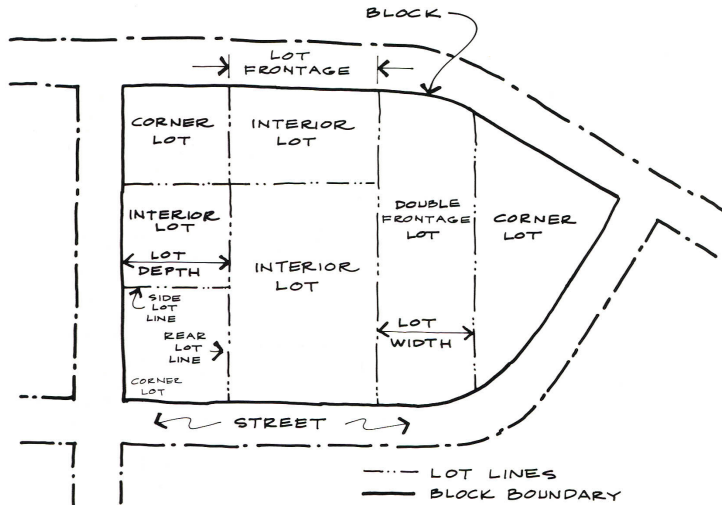 BLOCK
LOT
FRONTAGE
CORNER
LOT
INTERIOR
LOT
INTERIOR
LOT
DOUBLE
FRONTAGE
LOT
CORNER
LOT
LOT
DEPTH
INTERIOR
LOT
SIDE
LOT
LINE
REAR
LOT
LINE
LOT
WIDTH
CORNER
LOT
STREET
LOT LINES
BLOCK BOUNDARY